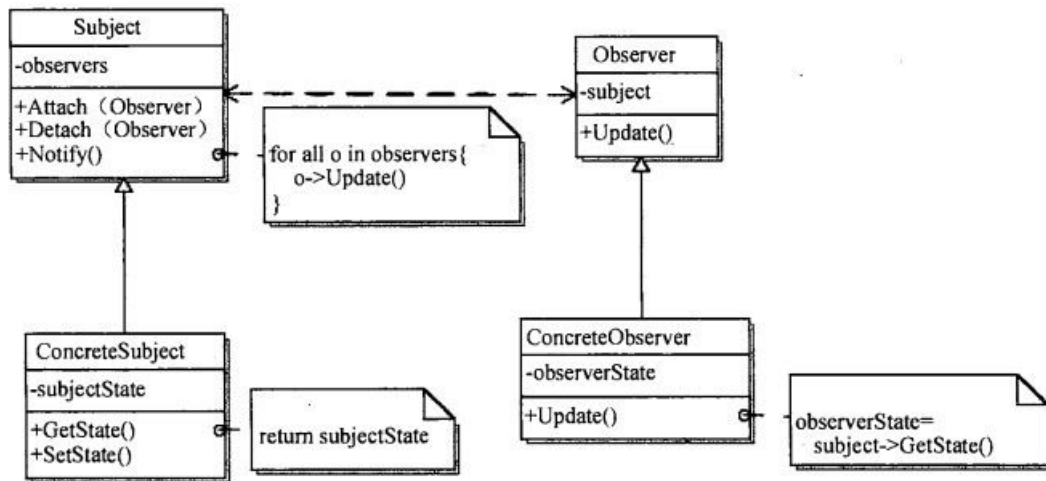 Subject
-observers
+Attach（Observer）
+Detach（Observer）
+Notify()
for all o in observers{
o->Update()
}
Observer
-subject
+Update()
ConcreteSubject
-subjectState
+GetState()
+SetState()
return subjectState
ConcreteObserver
-observerState
+Update()
observerState=
subject->GetState()